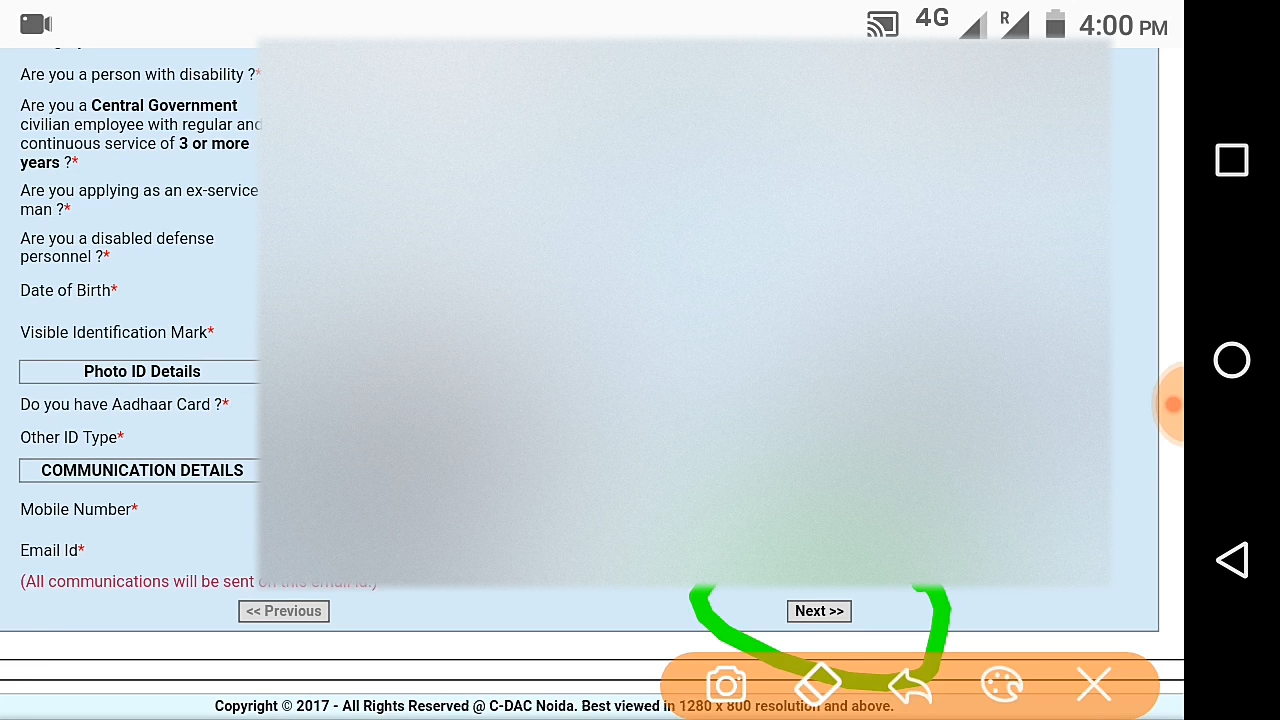 4G R 4:00 PM
Are you a person with disability ?*
Are you a Central Government
civilian employee with regular and
continuous service of 3 or more
years ?*
Are you applying as an ex-service
man ?*
Are you a disabled defense
personnel ?*
Date of Birth*
Visible Identification Mark*
Photo ID Details
Do you have Aadhaar Card ?*
Other ID Type*
COMMUNICATION DETAILS
Mobile Number*
Email Id*
(All communications will be sent on this email id.)
<< Previous
Next >>
Copyright © 2017 - All Rights Reserved @ C-DAC Noida. Best viewed in 1280 x 800 resolution and above.